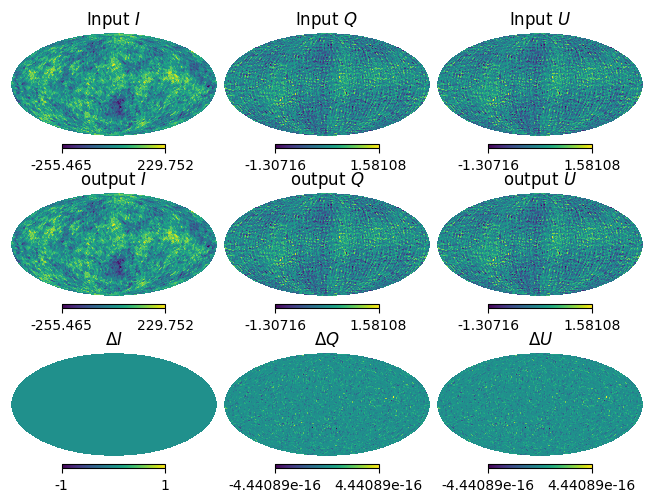 Input I Input Q Input U
-255.465 229.752 -1.30716 1.58108 -1.30716 1.58108
output I output Q output U
-255.465 229.752 -1.30716 1.58108 -1.30716 1.58108
ΔI ΔQ ΔU
-1 1 -4.44089e-16 4.44089e-16 -4.44089e-16 4.44089e-16